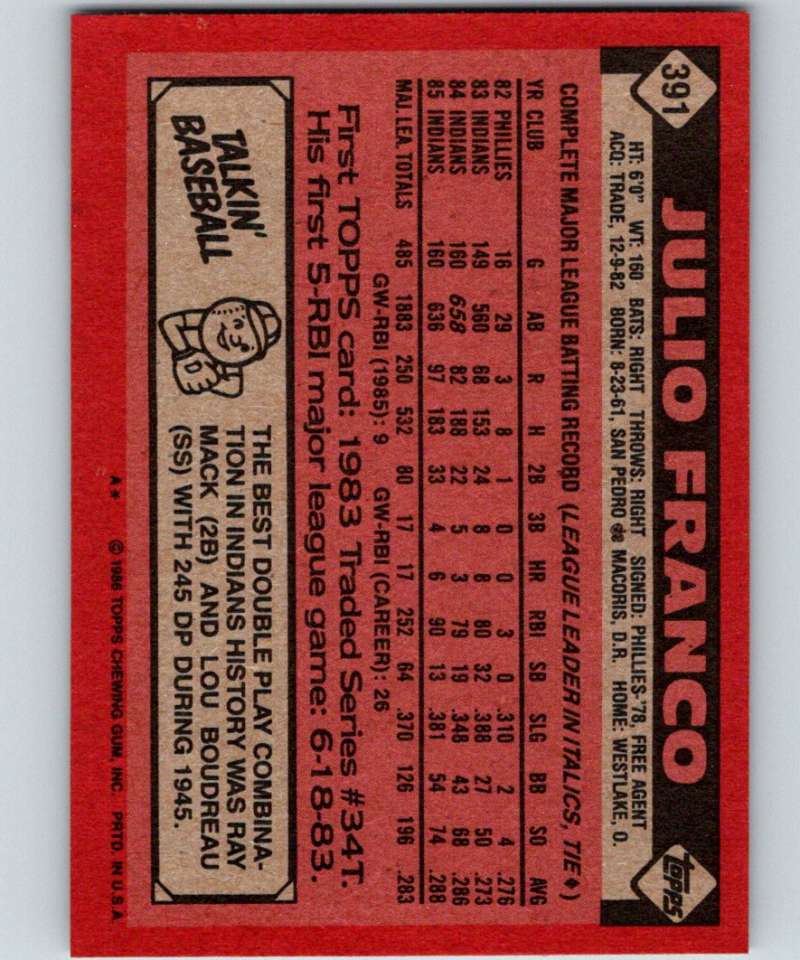 391
JULIO FRANCO
TOPPS
HT: 6'0" WT: 160 BATS: RIGHT THROWS: RIGHT SIGNED: PHILLIES-'78, FREE AGENT
ACQ: TRADE, 12-9-82 BORN: 8-23-61, SAN PEDRO de MACORIS, D.R. HOME: WESTLAKE, O.
COMPLETE MAJOR LEAGUE BATTING RECORD (LEAGUE LEADER IN ITALICS, TIE♦)
YR CLUB G AB R H 2B 3B HR RBI SB SLG BB SO AVG
82 PHILLIES 16 29 3 8 1 0 0 3 0 .310 2 4 .276
83 INDIANS 149 560 68 153 24 8 8 80 32 .388 27 50 .273
84 INDIANS 160 658 82 188 22 5 3 79 19 .348 43 68 .286
85 INDIANS 160 636 97 183 33 4 6 90 13 .381 54 74 .288
MAJ. LEA. TOTALS 485 1883 250 532 80 17 17 252 64 .370 126 196 .283
GW-RBI (1985): 9 GW-RBI (CAREER): 26
First TOPPS card: 1983 Traded Series #34T.
His first 5-RBI major league game: 6-18-83.
TALKIN'
BASEBALL
THE BEST DOUBLE PLAY COMBINA-
TION IN INDIANS HISTORY WAS RAY
MACK (2B) AND LOU BOUDREAU
(SS) WITH 245 DP DURING 1945.
A* © 1986 TOPPS CHEWING GUM, INC. PRTD. IN U.S.A.